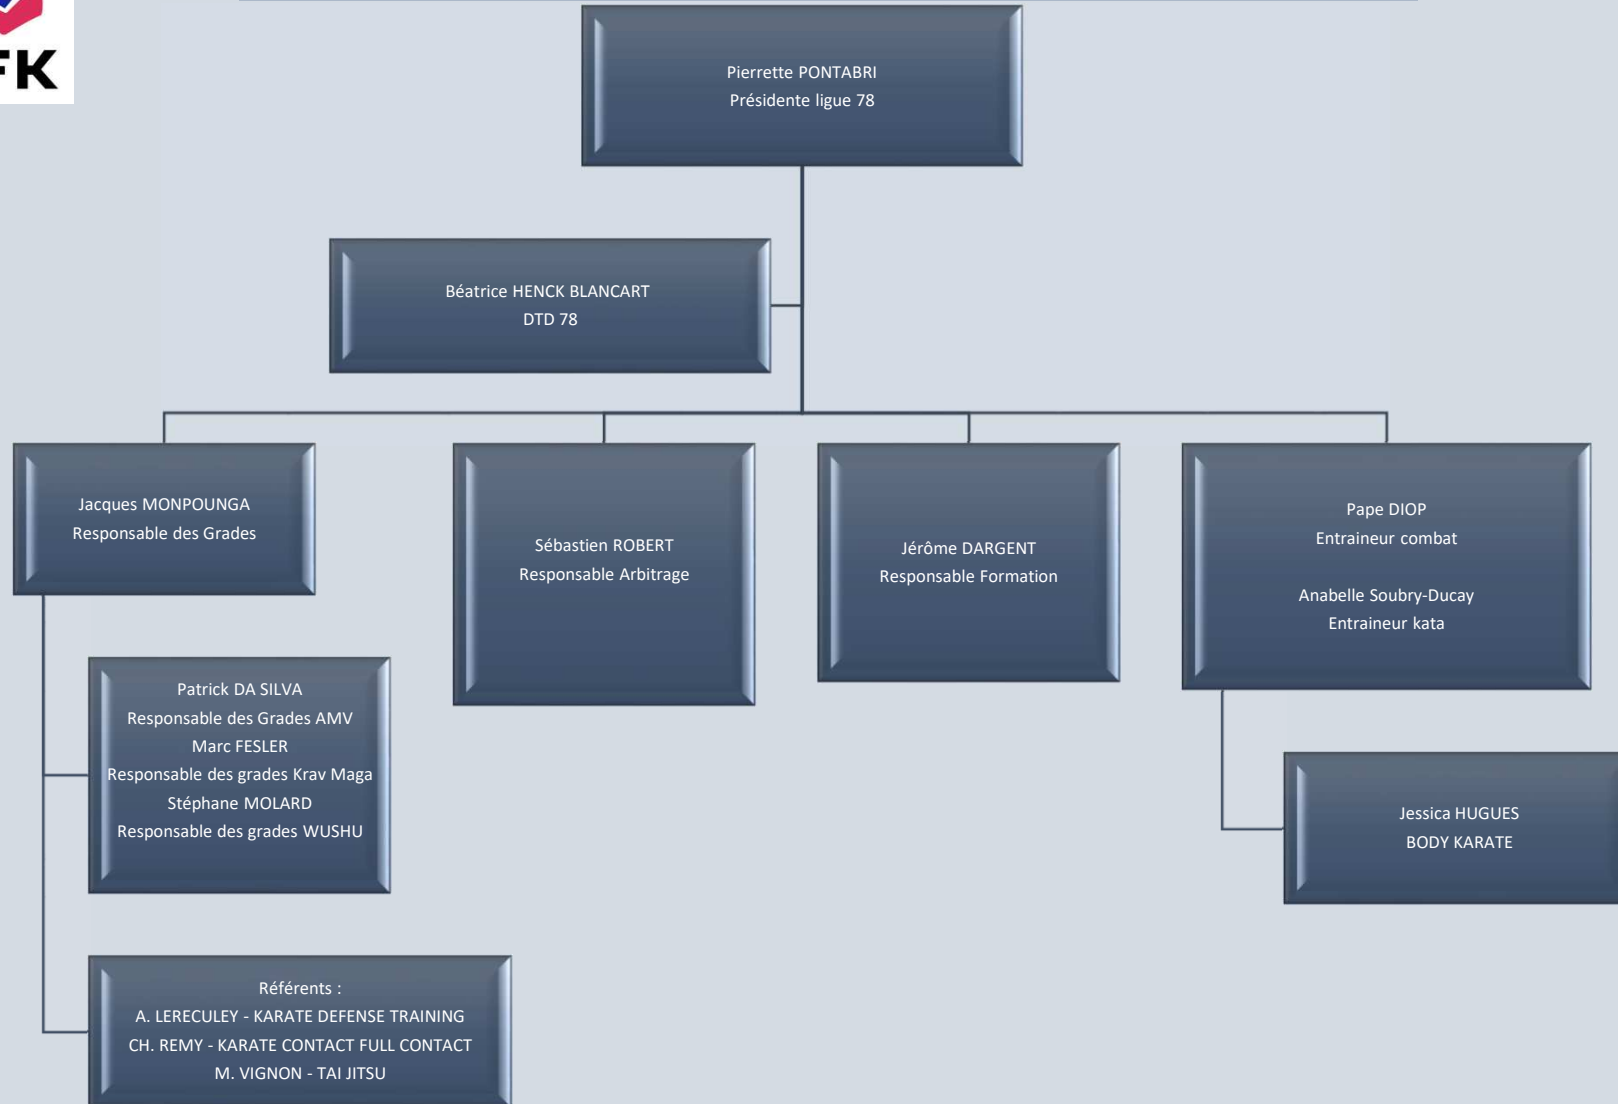 FK
Pierrette PONTABRI
Présidente ligue 78
Béatrice HENCK BLANCART
DTD 78
Jacques MONPOUNGA
Responsable des Grades
Sébastien ROBERT
Responsable Arbitrage
Jérôme DARGENT
Responsable Formation
Pape DIOP
Entraineur combat
Anabelle Soubry-Ducay
Entraineur kata
Patrick DA SILVA
Responsable des Grades AMV
Marc FESLER
Responsable des grades Krav Maga
Stéphane MOLARD
Responsable des grades WUSHU
Jessica HUGUES
BODY KARATE
Référents :
A. LERECULEY - KARATE DEFENSE TRAINING
CH. REMY - KARATE CONTACT FULL CONTACT
M. VIGNON - TAI JITSU